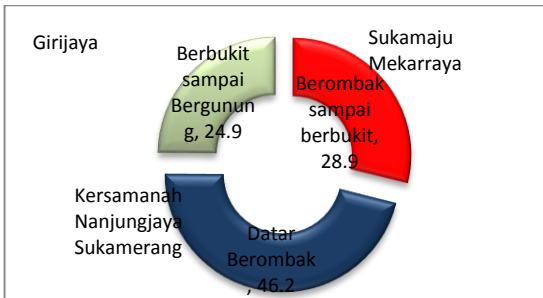 Girijaya
Berbukit
sampai
Bergunun
g, 24.9
Sukamaju
Mekarraya
Berombak
sampai
berbukit,
28.9
Kersamanah
Nanjungjaya
Sukamerang
Datar
Berombak
, 46.2